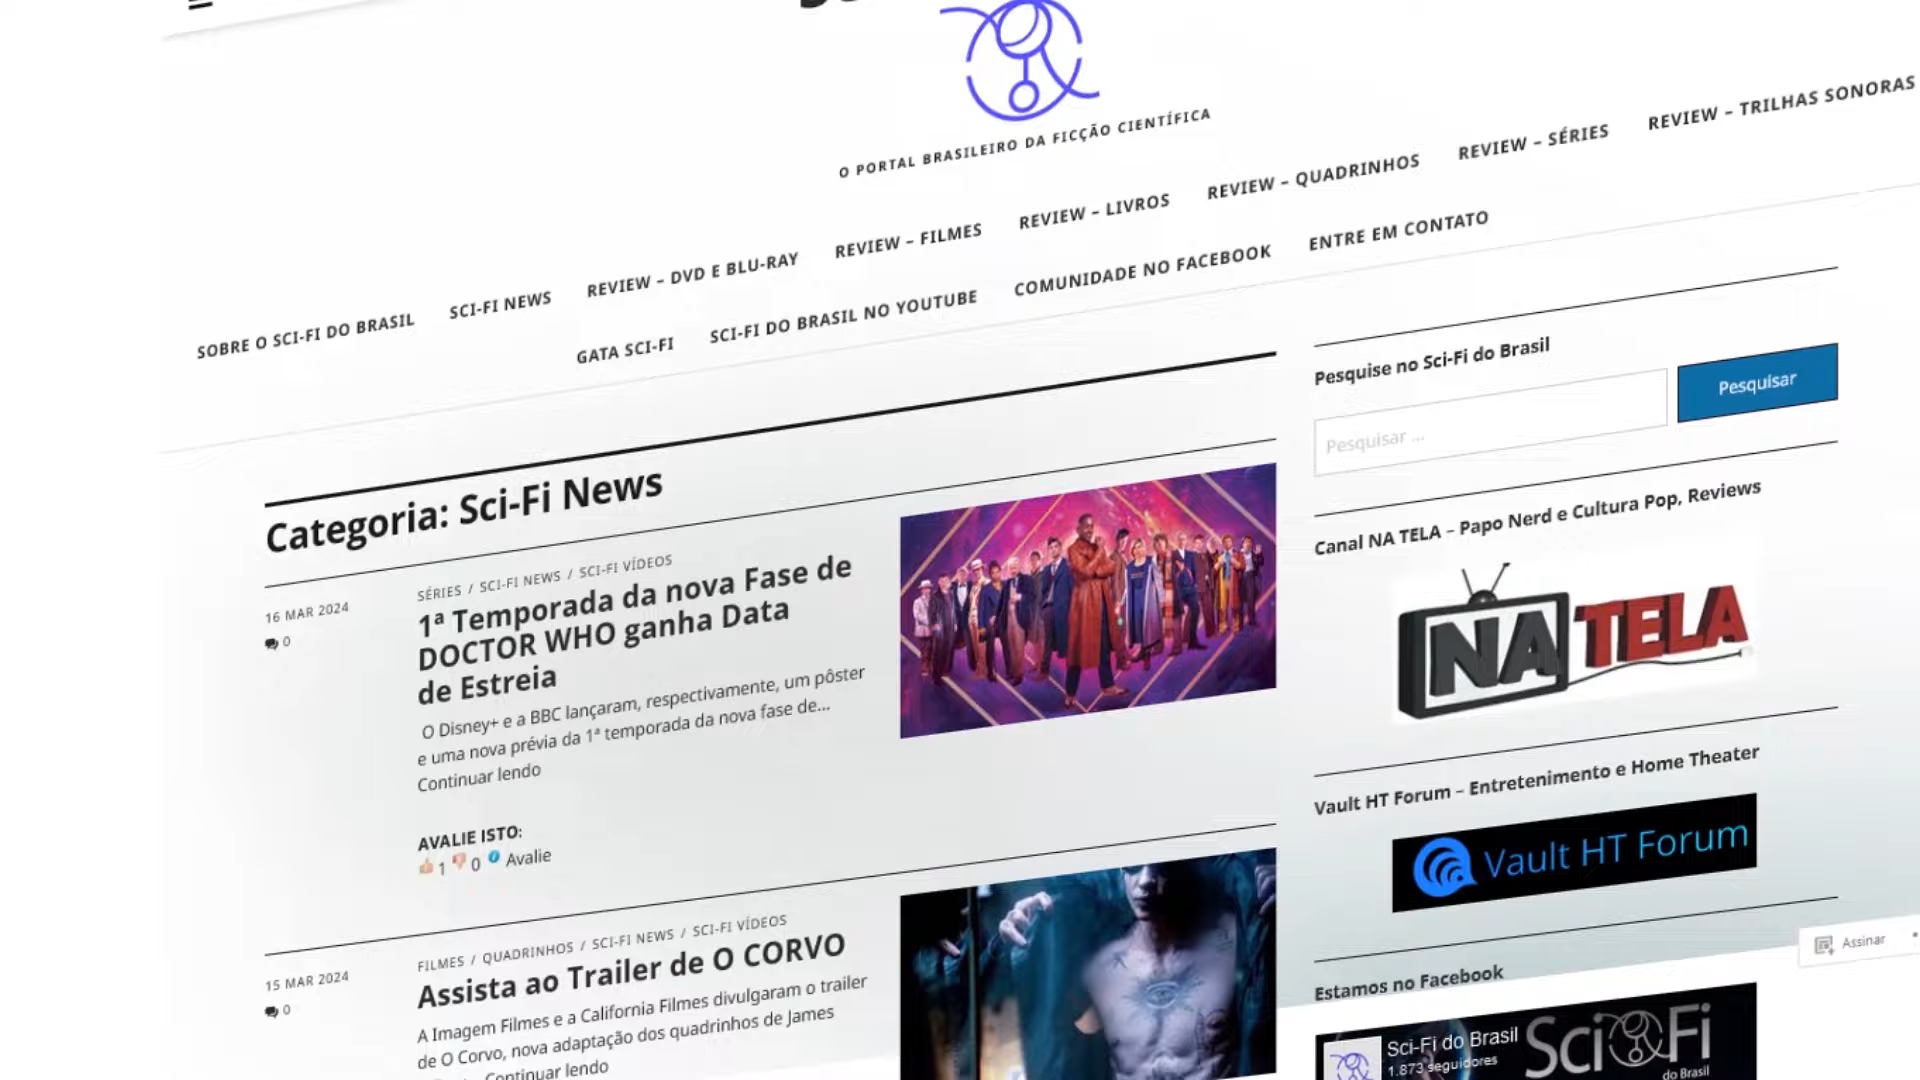 O PORTAL BRASILEIRO DA FICÇÃO CIENTÍFICA
SOBRE O SCI-FI DO BRASIL
SCI-FI NEWS
REVIEW – DVD E BLU-RAY
REVIEW – FILMES
REVIEW – LIVROS
REVIEW – QUADRINHOS
REVIEW – SÉRIES
REVIEW – TRILHAS SONORAS
GATA SCI-FI
SCI-FI DO BRASIL NO YOUTUBE
COMUNIDADE NO FACEBOOK
ENTRE EM CONTATO
Categoria: Sci-Fi News
16 MAR 2024
0
SÉRIES / SCI-FI NEWS / SCI-FI VÍDEOS
1ª Temporada da nova Fase de
DOCTOR WHO ganha Data
de Estreia
O Disney+ e a BBC lançaram, respectivamente, um pôster
e uma nova prévia da 1ª temporada da nova fase de...
Continuar lendo
AVALIE ISTO:
1 0 Avalie
15 MAR 2024
0
FILMES / QUADRINHOS / SCI-FI NEWS / SCI-FI VÍDEOS
Assista ao Trailer de O CORVO
A Imagem Filmes e a California Filmes divulgaram o trailer
de O Corvo, nova adaptação dos quadrinhos de James
Continuar lendo
Pesquise no Sci-Fi do Brasil
Pesquisar ...
Pesquisar
Canal NA TELA – Papo Nerd e Cultura Pop, Reviews
NA TELA
Vault HT Forum – Entretenimento e Home Theater
Vault HT Forum
Assinar
Estamos no Facebook
Sci-Fi do Brasil
1.873 seguidores
Sci Fi
do Brasil